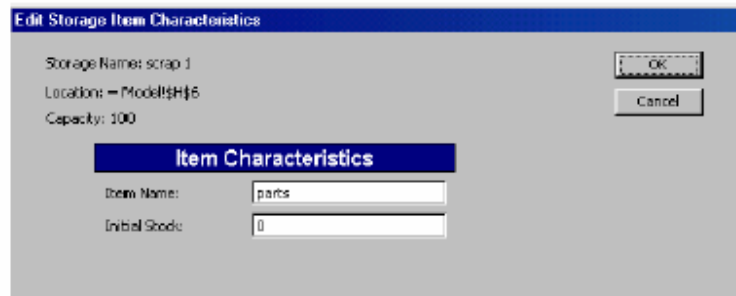 Edit Storage Item Characteristics
Storage Name: scrap 1
OK
Location: = Model!$H$6
Cancel
Capacity: 100
Item Characteristics
Item Name: parts
Initial Stock: 0